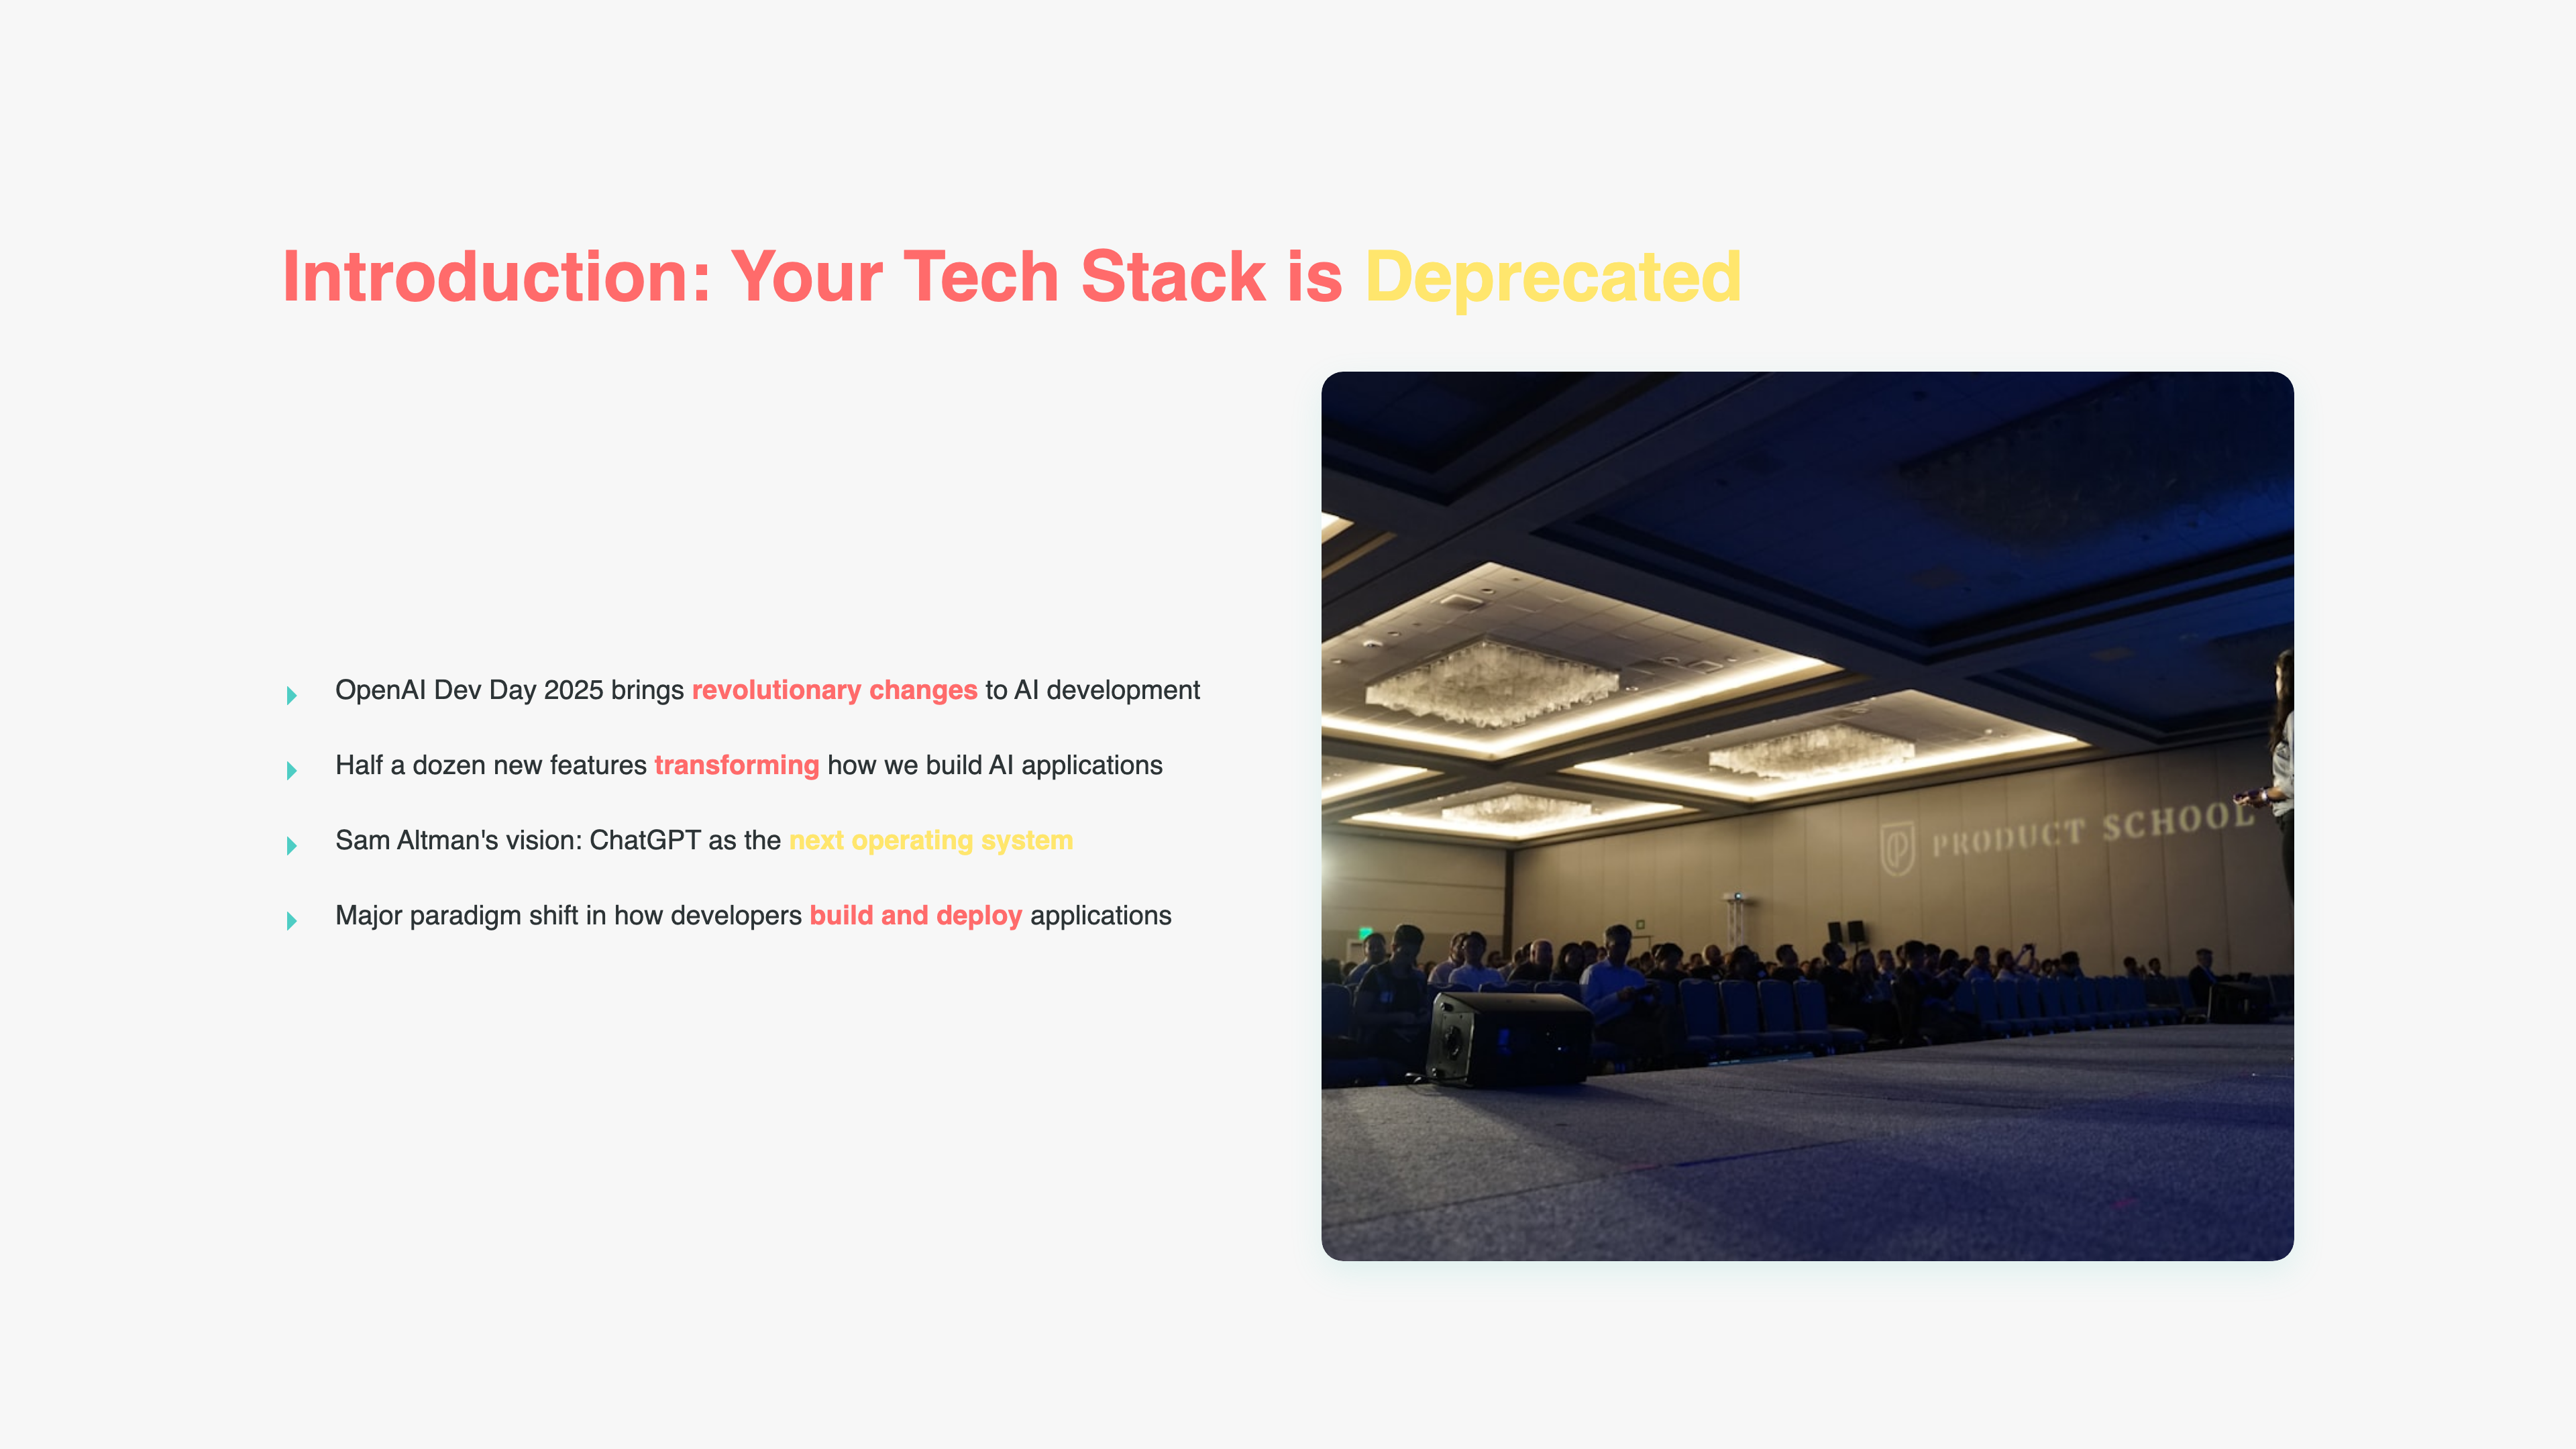 Introduction: Your Tech Stack is Deprecated
OpenAI Dev Day 2025 brings revolutionary changes to AI development
Half a dozen new features transforming how we build AI applications
Sam Altman's vision: ChatGPT as the next operating system
Major paradigm shift in how developers build and deploy applications
PRODUCT SCHOOL